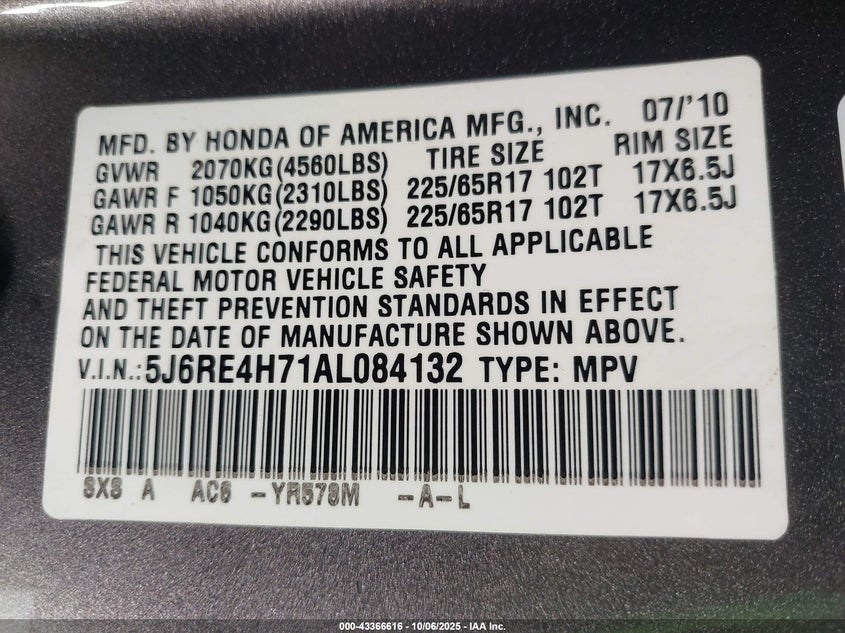 MFD. BY HONDA OF AMERICA MFG., INC. 07/'10
GVWR 2070KG(4560LBS) TIRE SIZE RIM SIZE
GAWR F 1050KG(2310LBS) 225/65R17 102T 17X6.5J
GAWR R 1040KG(2290LBS) 225/65R17 102T 17X6.5J
THIS VEHICLE CONFORMS TO ALL APPLICABLE
FEDERAL MOTOR VEHICLE SAFETY
AND THEFT PREVENTION STANDARDS IN EFFECT
ON THE DATE OF MANUFACTURE SHOWN ABOVE.
V.I.N.:5J6RE4H71AL084132 TYPE: MPV
SXS A AC6 -YR578M -A-L
000-43366616 - 10/06/2025 - IAA Inc.